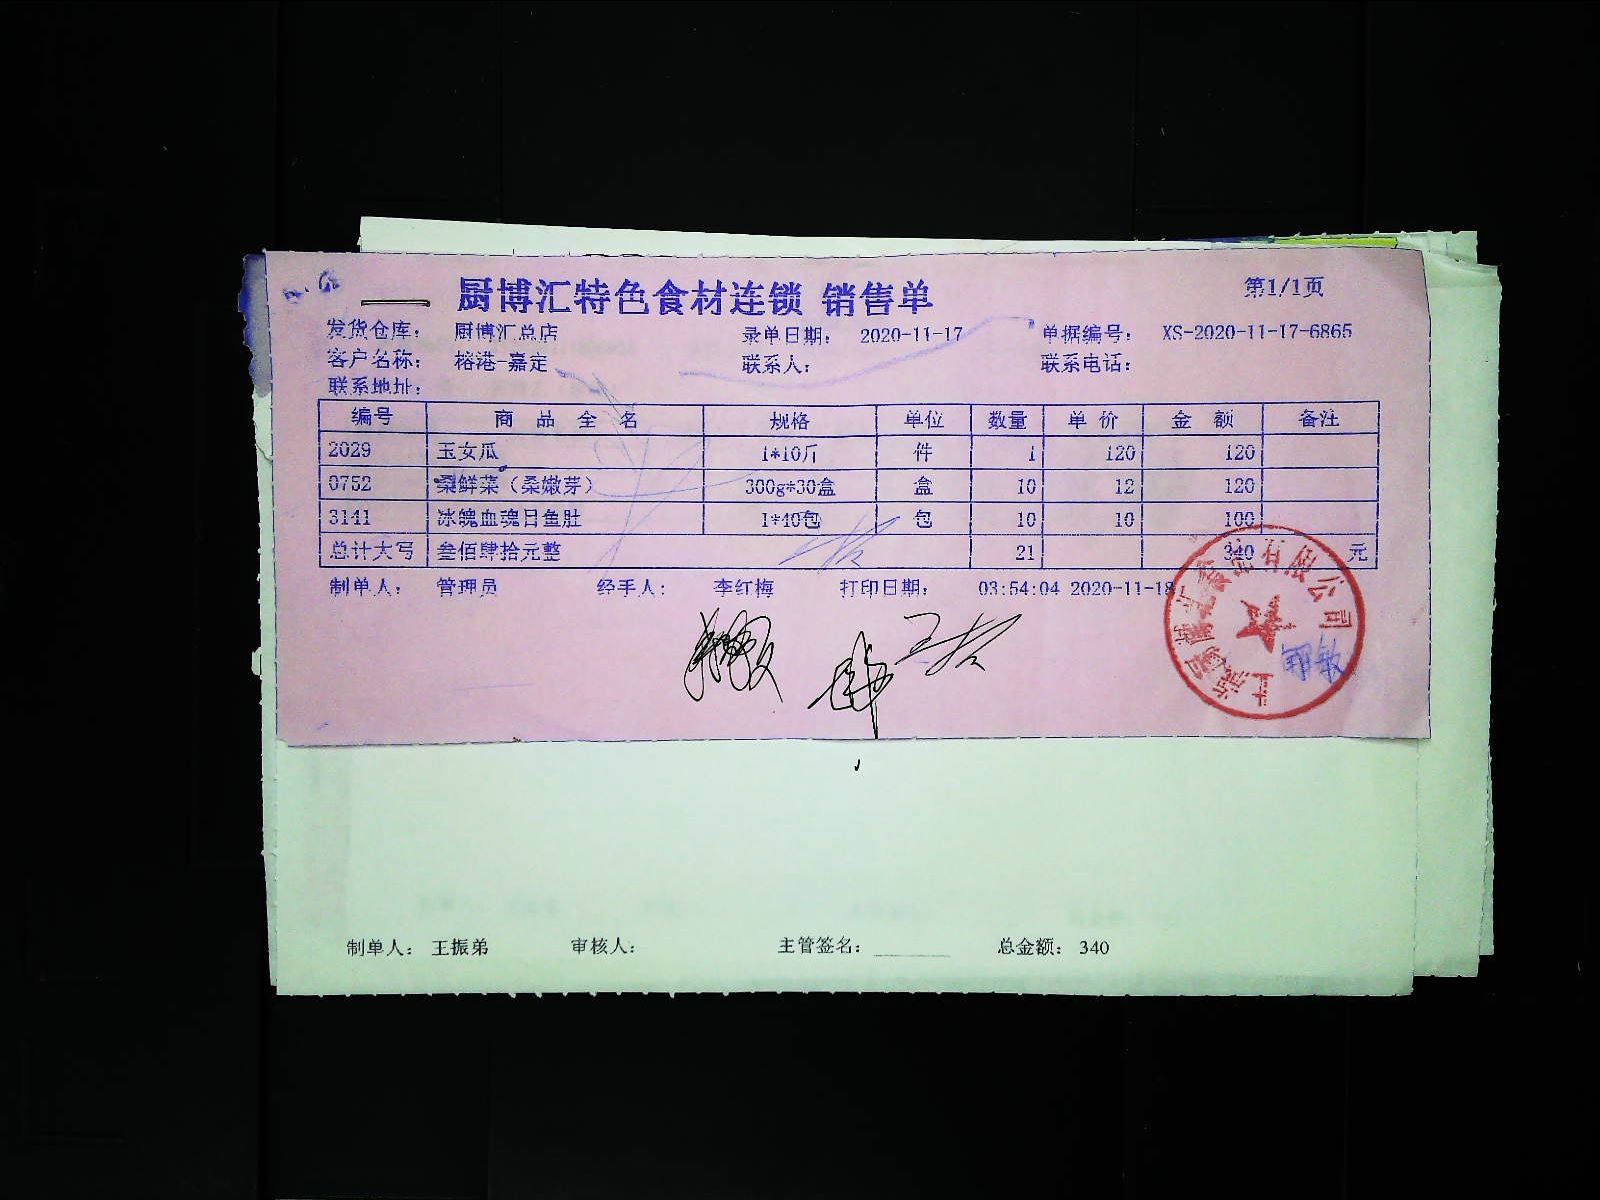 厨博汇特色食材连锁 销售单
第1/1页
发货仓库： 厨博汇总店 录单日期： 2020-11-17 单据编号： XS-2020-11-17-6865
客户名称： 榕港-嘉定 联系人： 联系电话：
联系地址：
编号 商品全名 规格 单位 数量 单价 金额 备注
2029 玉女瓜 1*10斤 件 1 120 120
0752 桑鲜菜（桑嫩芽） 300g*30盒 盒 10 12 120
3141 冰魄血魂目鱼肚 1*40包 包 10 10 100
总计大写 叁佰肆拾元整 21 340 元
制单人： 管理员 经手人： 李红梅 打印日期： 03:54:04 2020-11-18
制单人： 王振弟 审核人： 主管签名： 总金额： 340